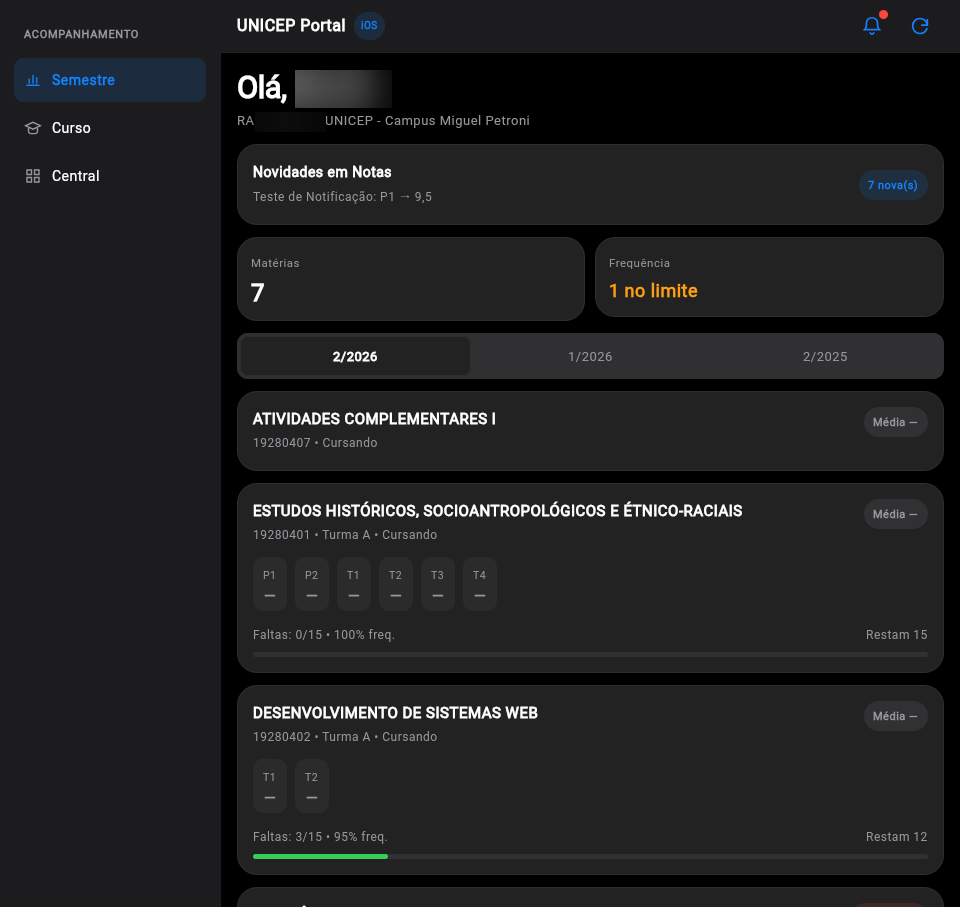 ACOMPANHAMENTO
Semestre
Curso
Central
UNICEP Portal iOS
Olá,
RA UNICEP - Campus Miguel Petroni
Novidades em Notas
Teste de Notificação: P1 → 9,5
7 nova(s)
Matérias
7
Frequência
1 no limite
2/2026 1/2026 2/2025
ATIVIDADES COMPLEMENTARES I
19280407 • Cursando
Média —
ESTUDOS HISTÓRICOS, SOCIOANTROPOLÓGICOS E ÉTNICO-RACIAIS
19280401 • Turma A • Cursando
Média —
P1 P2 T1 T2 T3 T4
— — — — — —
Faltas: 0/15 • 100% freq. Restam 15
DESENVOLVIMENTO DE SISTEMAS WEB
19280402 • Turma A • Cursando
Média —
T1 T2
— —
Faltas: 3/15 • 95% freq. Restam 12